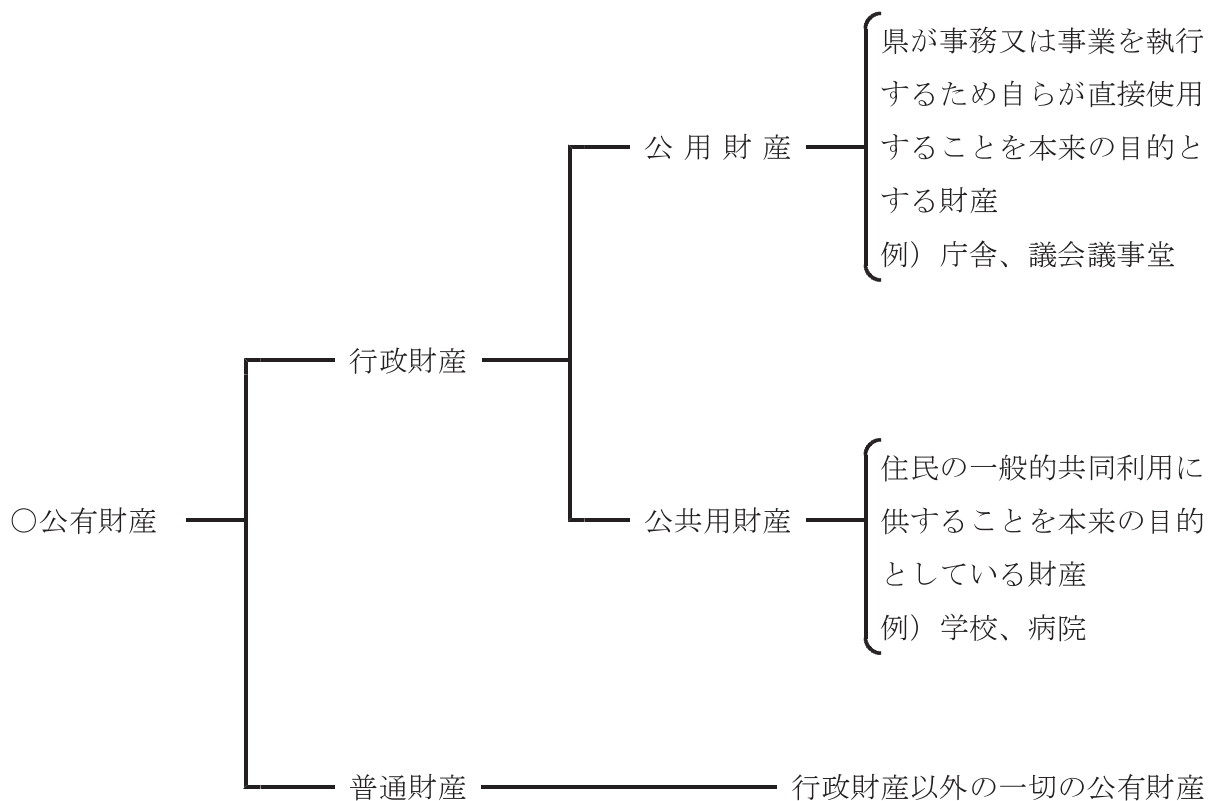 県が事務又は事業を執行
するため自らが直接使用
公用財産
することを本来の目的と
する財産
例）庁舎、議会議事堂
行政財産
住民の一般的共同利用に
〇公有財産
公共用財産
供することを本来の目的
としている財産
例）学校、病院
普通財産
行政財産以外の一切の公有財産